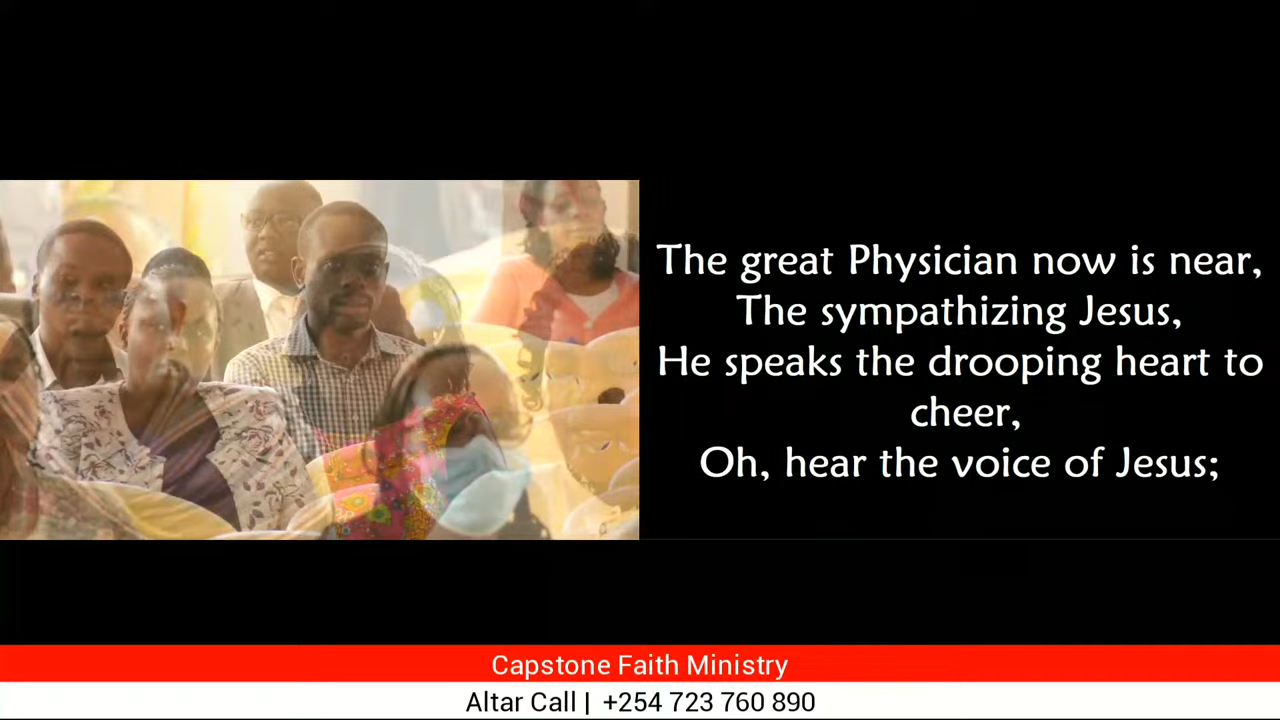 The great Physician now is near,
The sympathizing Jesus,
He speaks the drooping heart to
cheer,
Oh, hear the voice of Jesus;
Capstone Faith Ministry
Altar Call | +254 723 760 890